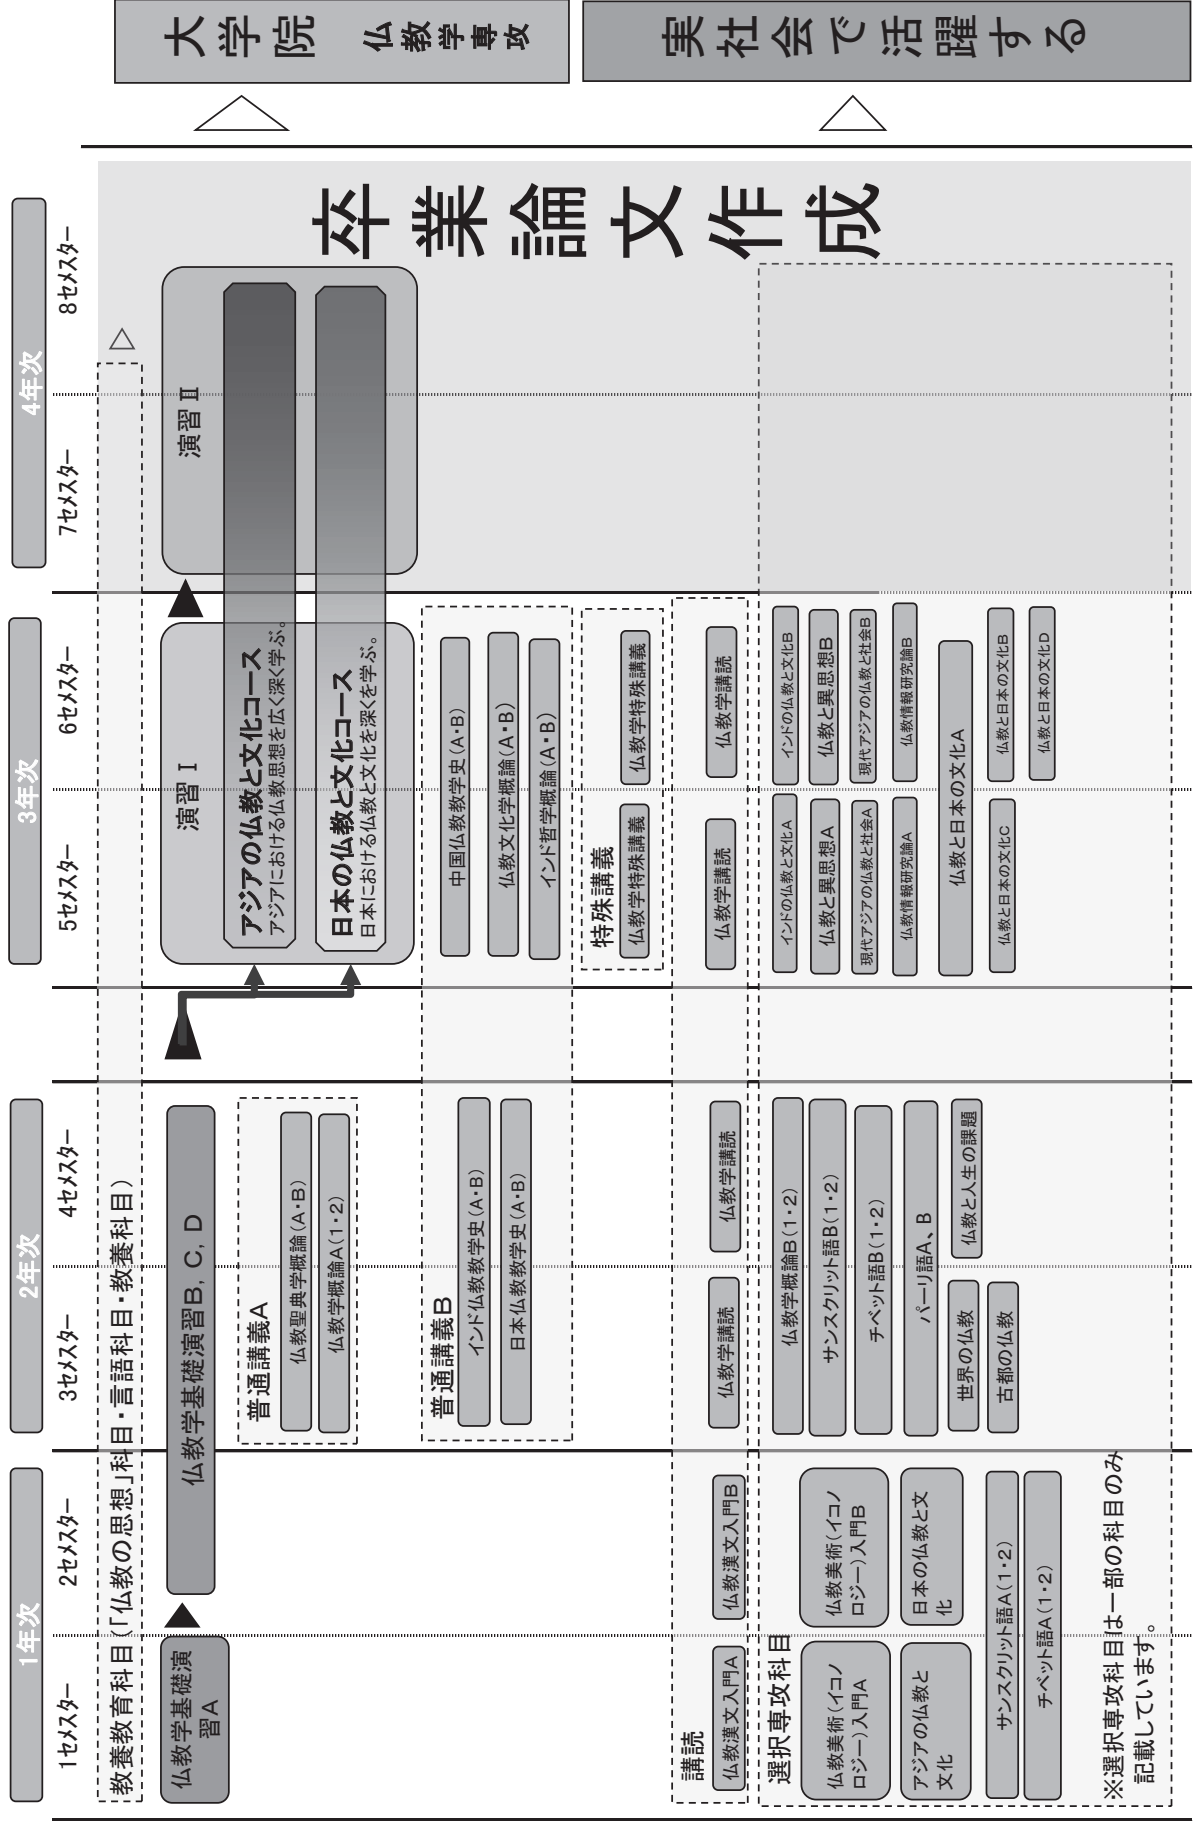 1年次
2年次
3年次
4年次
1セメスター
2セメスター
3セメスター
4セメスター
5セメスター
6セメスター
7セメスター
8セメスター
教養教育科目(「仏教の思想」科目・言語科目・教養科目)
仏教学基礎演
習A
仏教学基礎演習B, C, D
演習Ⅰ
演習Ⅱ
アジアの仏教と文化コース
アジアにおける仏教思想を広く深く学ぶ。
日本の仏教と文化コース
日本における仏教と文化を深くを学ぶ。
普通講義A
仏教聖典学概論(A・B)
仏教学概論A(1・2)
普通講義B
インド仏教教学史(A・B)
日本仏教教学史(A・B)
中国仏教教学史(A・B)
仏教文化学概論(A・B)
インド哲学概論(A・B)
特殊講義
仏教学特殊講義
仏教学特殊講義
講読
仏教漢文入門A
仏教漢文入門B
仏教学講読
仏教学講読
仏教学講読
仏教学講読
選択専攻科目
仏教美術(イコノ
ロジー)入門A
仏教美術(イコノ
ロジー)入門B
アジアの仏教と
文化
日本の仏教と文
化
サンスクリット語A(1・2)
チベット語A(1・2)
※選択専攻科目は一部の科目のみ
記載しています。
仏教学概論B(1・2)
サンスクリット語B(1・2)
チベット語B(1・2)
パーリ語A、B
世界の仏教
仏教と人生の課題
古都の仏教
インドの仏教と文化A
インドの仏教と文化B
仏教と異思想A
仏教と異思想B
現代アジアの仏教と社会A
現代アジアの仏教と社会B
仏教情報研究論A
仏教情報研究論B
仏教と日本の文化A
仏教と日本の文化C
仏教と日本の文化B
仏教と日本の文化D
卒業論文作成
大学院 仏教学専攻
実社会で活躍する